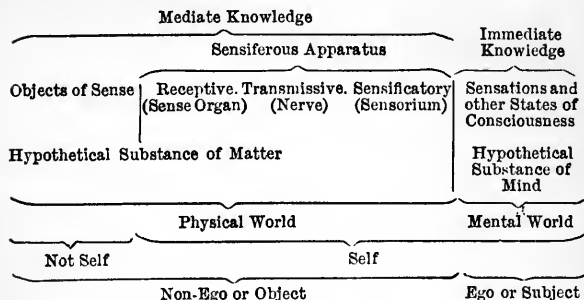 Mediate Knowledge
Immediate
Knowledge
Sensiferous Apparatus
Objects of Sense Receptive. Transmissive. Sensificatory Sensations and
(Sense Organ) (Nerve) (Sensorium) other States of
Consciousness
Hypothetical Substance of Matter Hypothetical
Substance of
Mind
Physical World Mental World
Not Self Self
Non-Ego or Object Ego or Subject